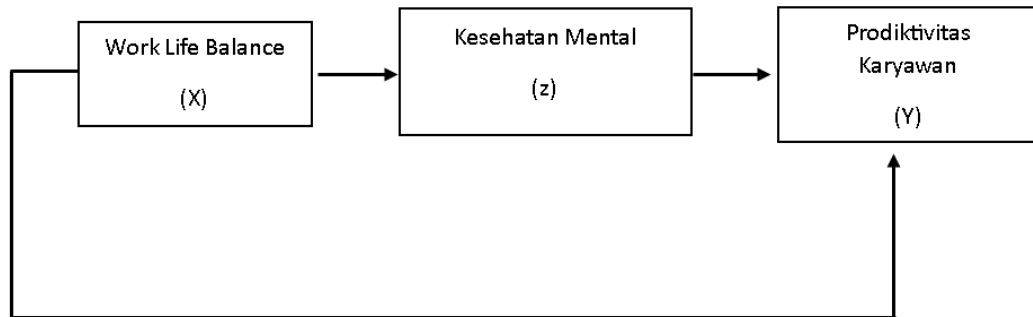 Work Life Balance
(X)
Kesehatan Mental
(z)
Prodiktivitas
Karyawan
(Y)